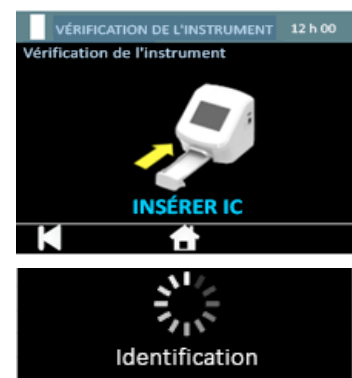 VÉRIFICATION DE L'INSTRUMENT 12 h 00
Vérification de l'instrument
INSÉRER IC
Identification